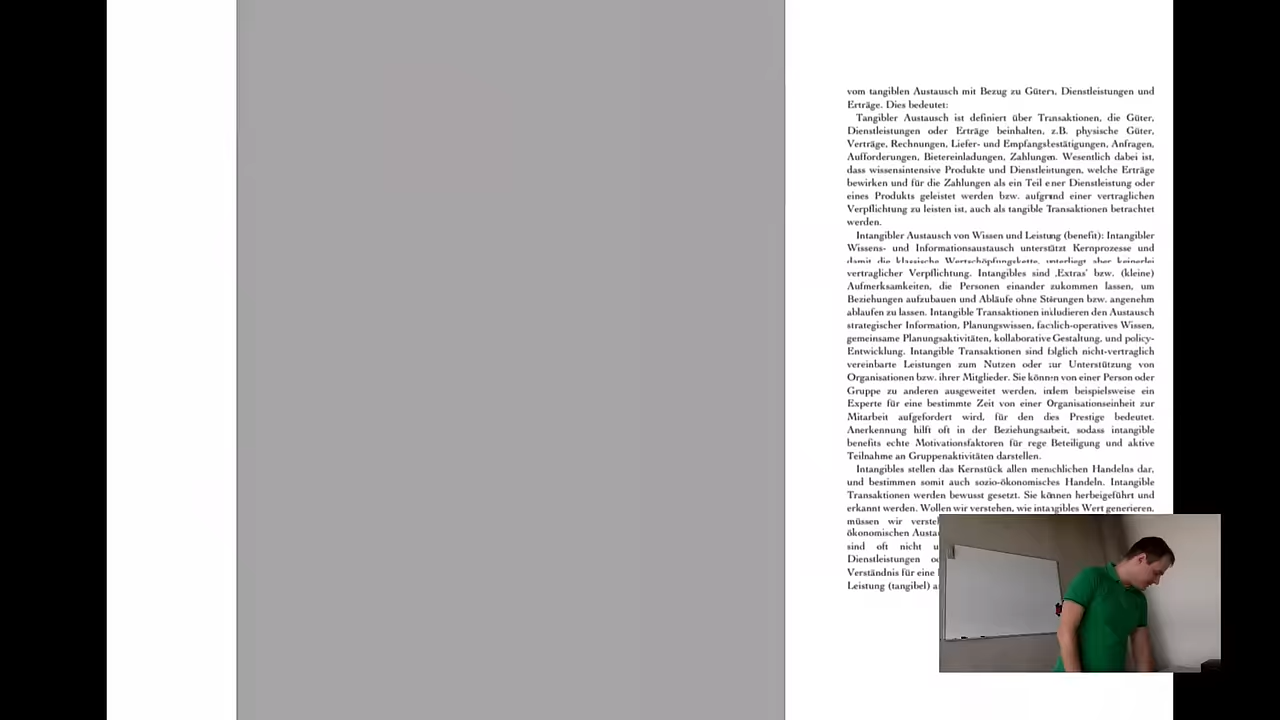 vom tangiblen Austausch mit Bezug zu Gütern, Dienstleistungen und
Erträge. Dies bedeutet:
Tangibler Austausch ist definiert über Transaktionen, die Güter,
Dienstleistungen oder Erträge beinhalten, z.B. physische Güter,
Verträge, Rechnungen, Liefer- und Empfangsbestätigungen, Anfragen,
Aufforderungen, Bietereinladungen, Zahlungen. Wesentlich dabei ist,
dass wissensintensive Produkte und Dienstleistungen, welche Erträge
bewirken und für die Zahlungen als ein Teil einer Dienstleistung oder
eines Produkts geleistet werden bzw. aufgrund einer vertraglichen
Verpflichtung zu leisten ist, auch als tangible Transaktionen betrachtet
werden.
Intangibler Austausch von Wissen und Leistung (benefit): Intangibler
Wissens- und Informationsaustausch unterstützt Kernprozesse und
damit die klassische Wertschöpfungskette, unterliegt aber keinerlei
vertraglicher Verpflichtung. Intangibles sind ‚Extras' bzw. (kleine)
Aufmerksamkeiten, die Personen einander zukommen lassen, um
Beziehungen aufzubauen und Abläufe ohne Störungen bzw. angenehm
ablaufen zu lassen. Intangible Transaktionen inkludieren den Austausch
strategischer Information, Planungswissen, fachlich-operatives Wissen,
gemeinsame Planungsaktivitäten, kollaborative Gestaltung, und policy-
Entwicklung. Intangible Transaktionen sind folglich nicht-vertraglich
vereinbarte Leistungen zum Nutzen oder zur Unterstützung von
Organisationen bzw. ihrer Mitglieder. Sie können von einer Person oder
Gruppe zu anderen ausgeweitet werden, indem beispielsweise ein
Experte für eine bestimmte Zeit von einer Organisationseinheit zur
Mitarbeit aufgefordert wird, für den dies Prestige bedeutet.
Anerkennung hilft oft in der Beziehungsarbeit, sodass intangible
benefits echte Motivationsfaktoren für rege Beteiligung und aktive
Teilnahme an Gruppenaktivitäten darstellen.
Intangibles stellen das Kernstück allen menschlichen Handelns dar,
und bestimmen somit auch sozio-ökonomisches Handeln. Intangible
Transaktionen werden bewusst gesetzt. Sie können herbeigeführt und
erkannt werden. Wollen wir verstehen, wie intangibles Wert generieren,
müssen wir
ökonomischen
sind oft nicht
Dienstleistungen
Verständnis für eine
Leistung (tangibel)